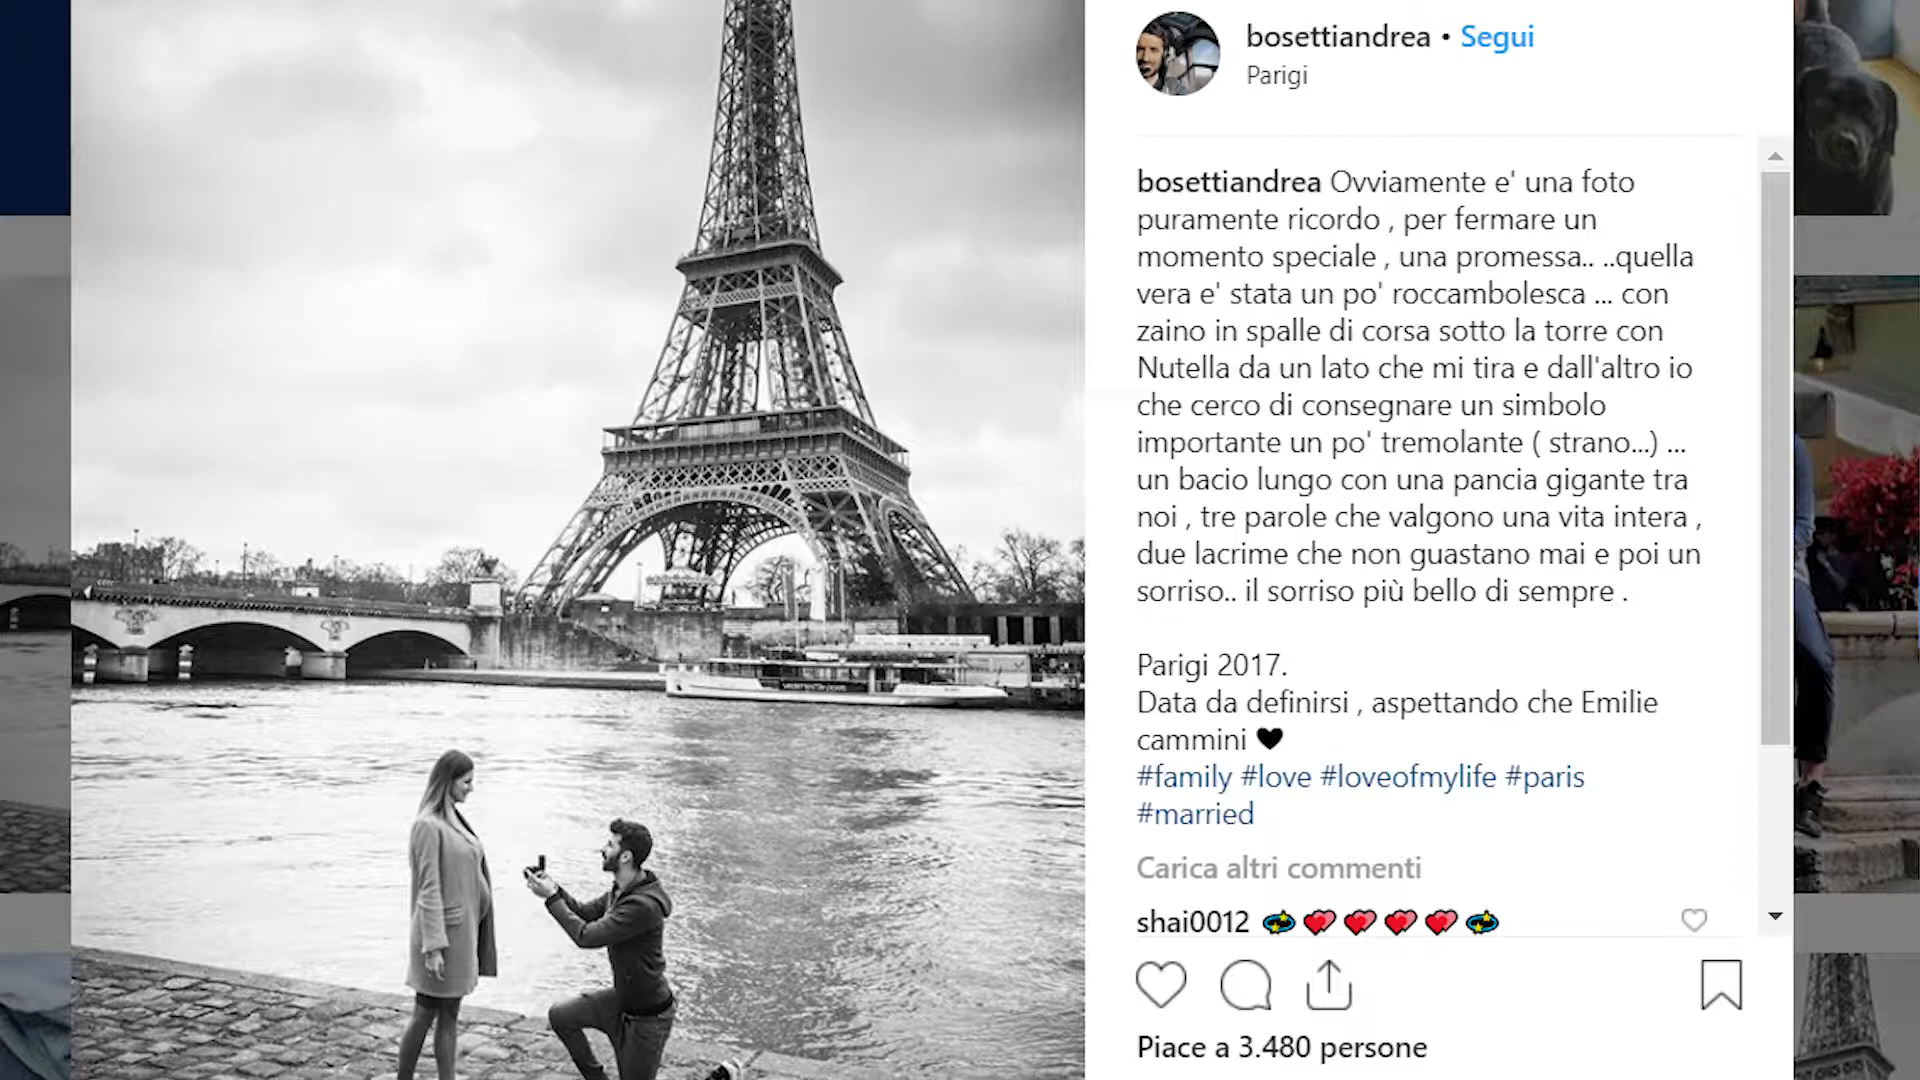 bosettiandrea • Segui
Parigi
bosettiandrea Ovviamente e' una foto
puramente ricordo , per fermare un
momento speciale , una promessa.. ..quella
vera e' stata un po' roccambolesca ... con
zaino in spalle di corsa sotto la torre con
Nutella da un lato che mi tira e dall'altro io
che cerco di consegnare un simbolo
importante un po' tremolante ( strano...) ...
un bacio lungo con una pancia gigante tra
noi , tre parole che valgono una vita intera ,
due lacrime che non guastano mai e poi un
sorriso.. il sorriso più bello di sempre .
Parigi 2017.
Data da definirsi , aspettando che Emilie
cammini 🖤
#family #love #loveofmylife #paris
#married
Carica altri commenti
shai0012 💫💕💕💕💕💫
Piace a 3.480 persone